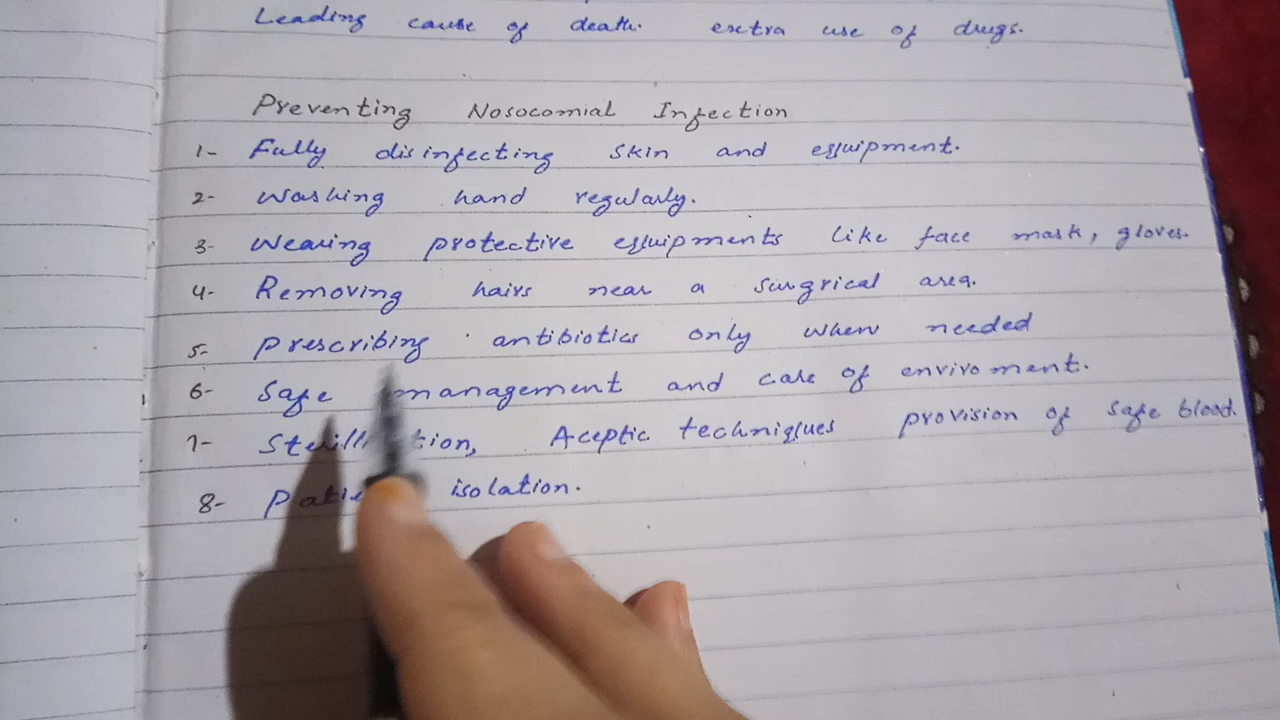 Leading cause of death. extra use of drugs.
Preventing Nosocomial Infection
1- Fully disinfecting skin and equipment.
2- Washing hand regularly.
3- Wearing protective equipments like face mask, gloves.
4- Removing hairs near a surgrical area.
5- Prescribing antibiotics only when needed
6- Safe management and care of enviroment.
7- Aceptic techniques provision of safe blood.
8- isolation.